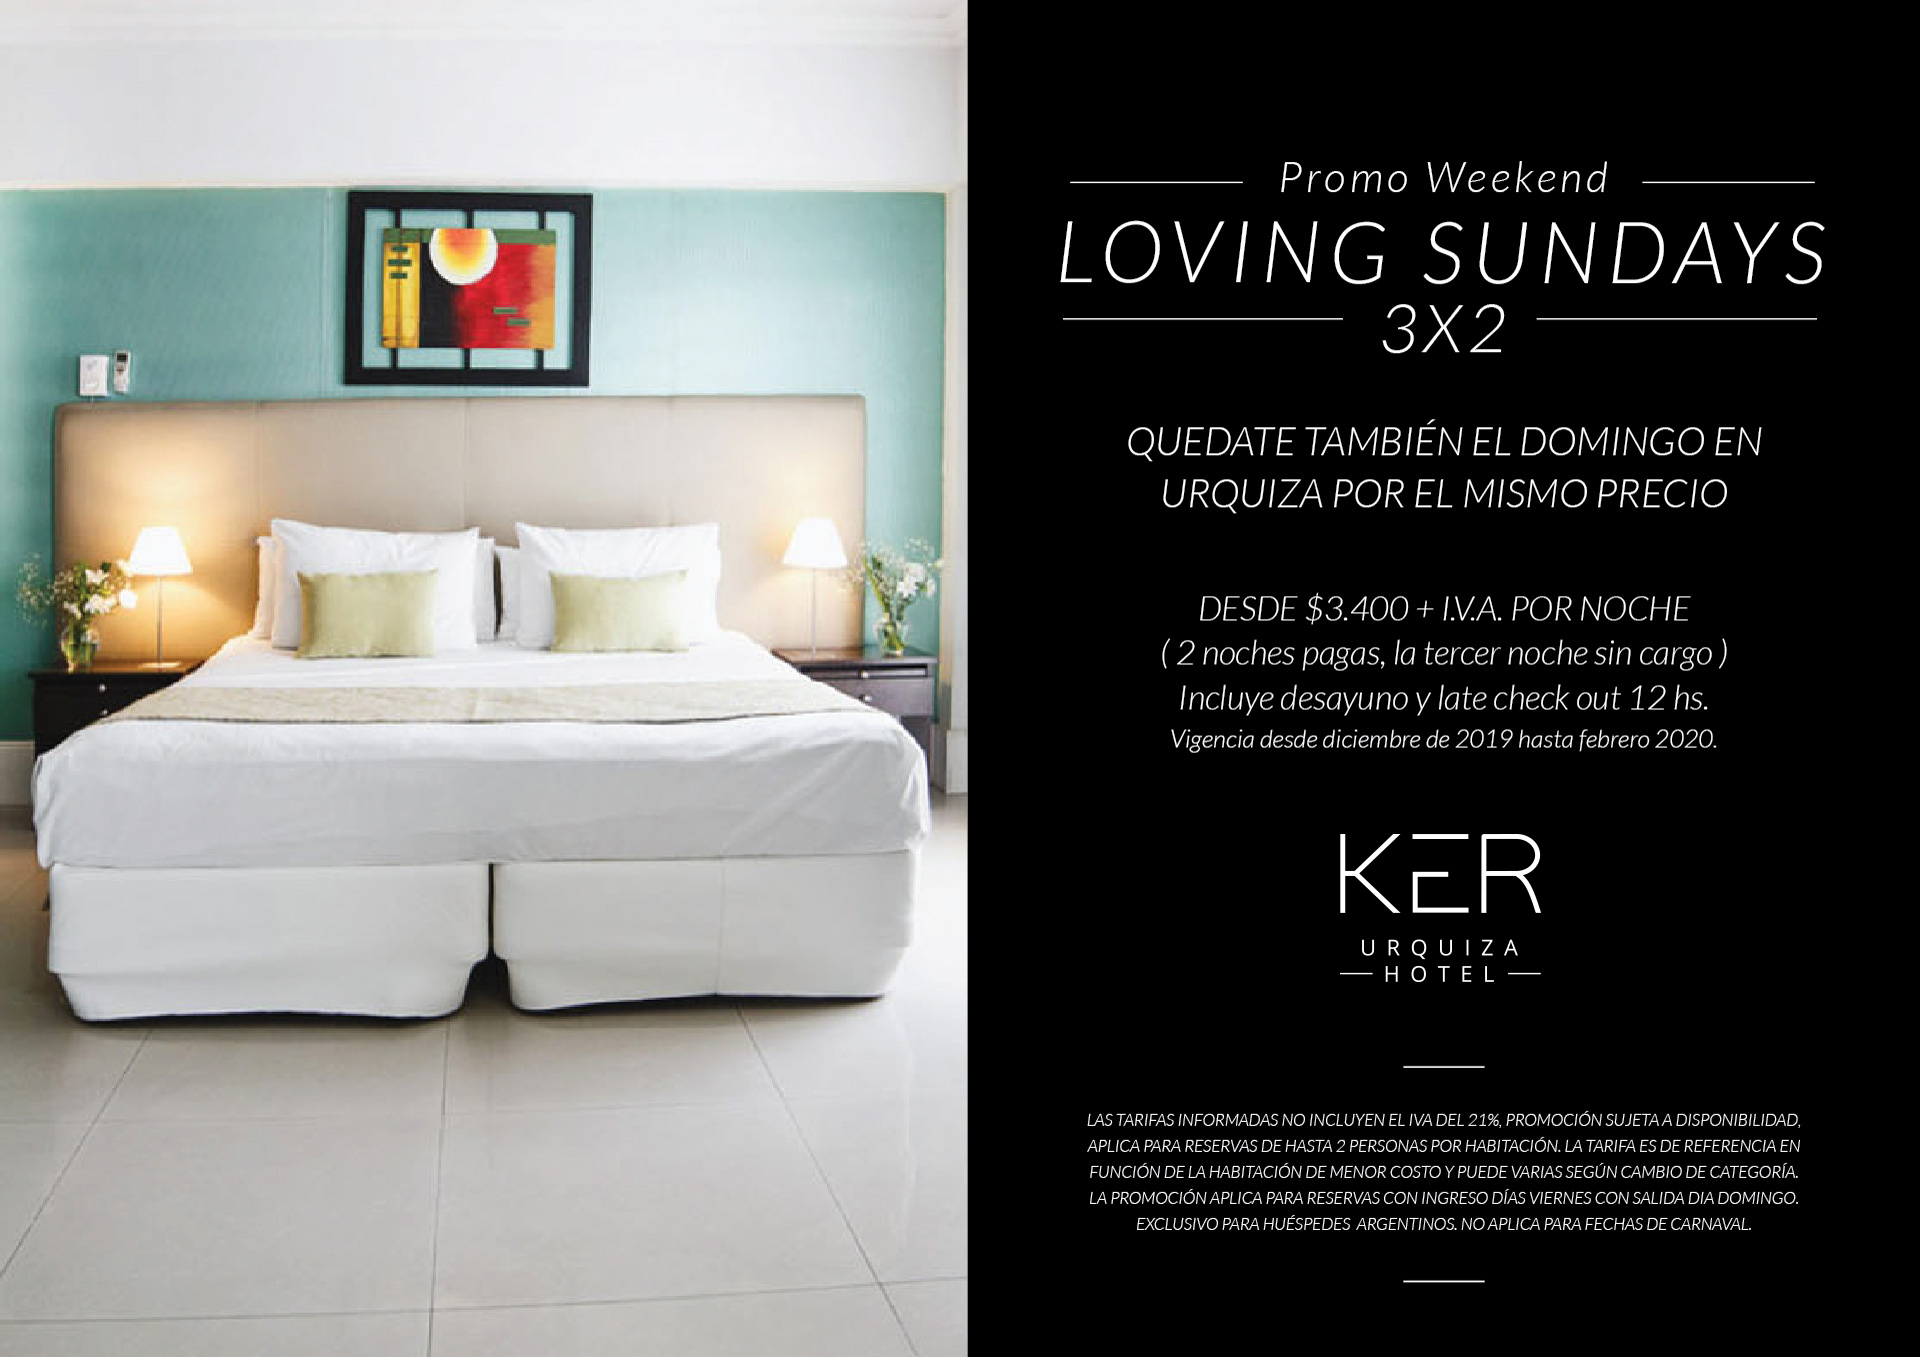 Promo Weekend
LOVING SUNDAYS
3X2
QUEDATE TAMBIÉN EL DOMINGO EN
URQUIZA POR EL MISMO PRECIO
DESDE $3.400 + I.V.A. POR NOCHE
( 2 noches pagas, la tercer noche sin cargo )
Incluye desayuno y late check out 12 hs.
Vigencia desde diciembre de 2019 hasta febrero 2020.
KER
URQUIZA
HOTEL
LAS TARIFAS INFORMADAS NO INCLUYEN EL IVA DEL 21%, PROMOCIÓN SUJETA A DISPONIBILIDAD,
APLICA PARA RESERVAS DE HASTA 2 PERSONAS POR HABITACIÓN. LA TARIFA ES DE REFERENCIA EN
FUNCIÓN DE LA HABITACIÓN DE MENOR COSTO Y PUEDE VARIAS SEGÚN CAMBIO DE CATEGORÍA.
LA PROMOCIÓN APLICA PARA RESERVAS CON INGRESO DÍAS VIERNES CON SALIDA DIA DOMINGO.
EXCLUSIVO PARA HUÉSPEDES ARGENTINOS. NO APLICA PARA FECHAS DE CARNAVAL.